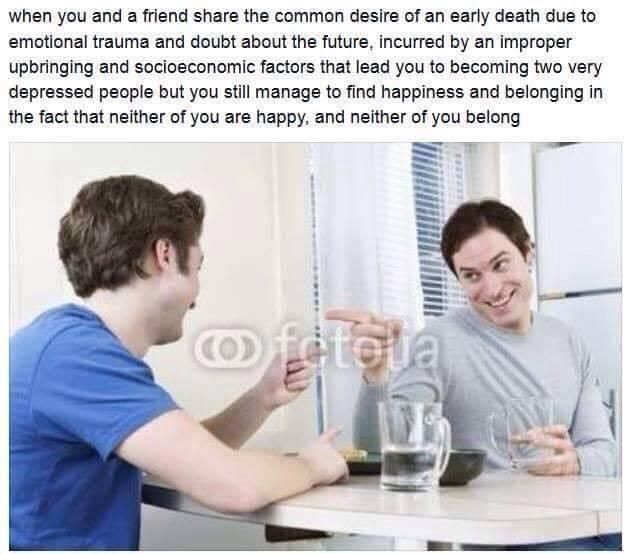 when you and a friend share the common desire of an early death due to
emotional trauma and doubt about the future, incurred by an improper
upbringing and socioeconomic factors that lead you to becoming two very
depressed people but you still manage to find happiness and belonging in
the fact that neither of you are happy, and neither of you belong
fotolia